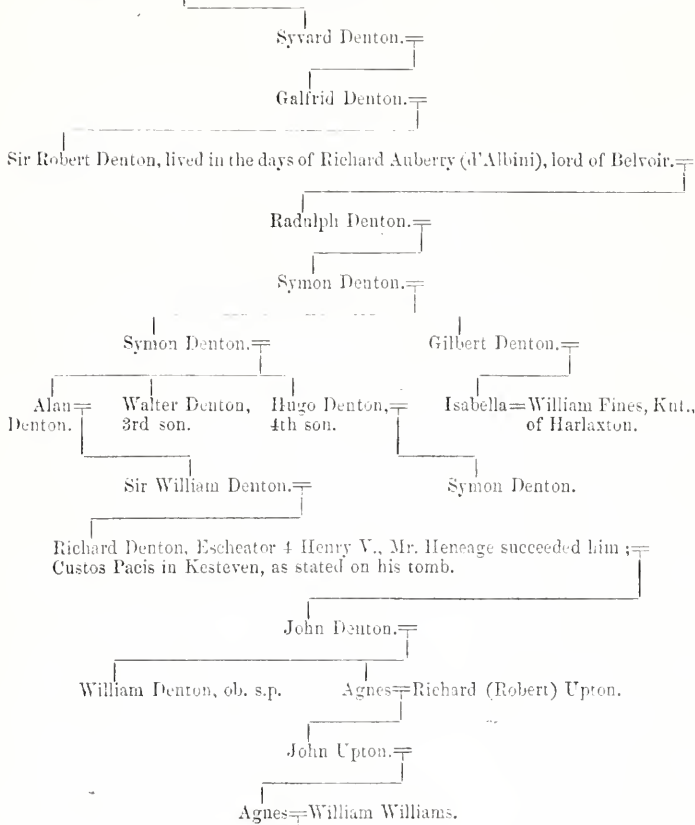 Syvard Denton.
Galfrid Denton.
Sir Robert Denton, lived in the days of Richard Auberry (d'Albini), lord of Belvoir.
Radulph Denton.
Symon Denton.
Symon Denton. Gilbert Denton.
Alan Denton. Walter Denton, Hugo Denton, Isabella=William Fines, Knt.,
3rd son. 4th son. of Harlaxton.
Sir William Denton. Symon Denton.
Richard Denton, Escheator 4 Henry V., Mr. Heneage succeeded him ;
Custos Pacis in Kesteven, as stated on his tomb.
John Denton.
William Denton, ob. s.p. Agnes=Richard (Robert) Upton.
John Upton.
Agnes=William Williams.